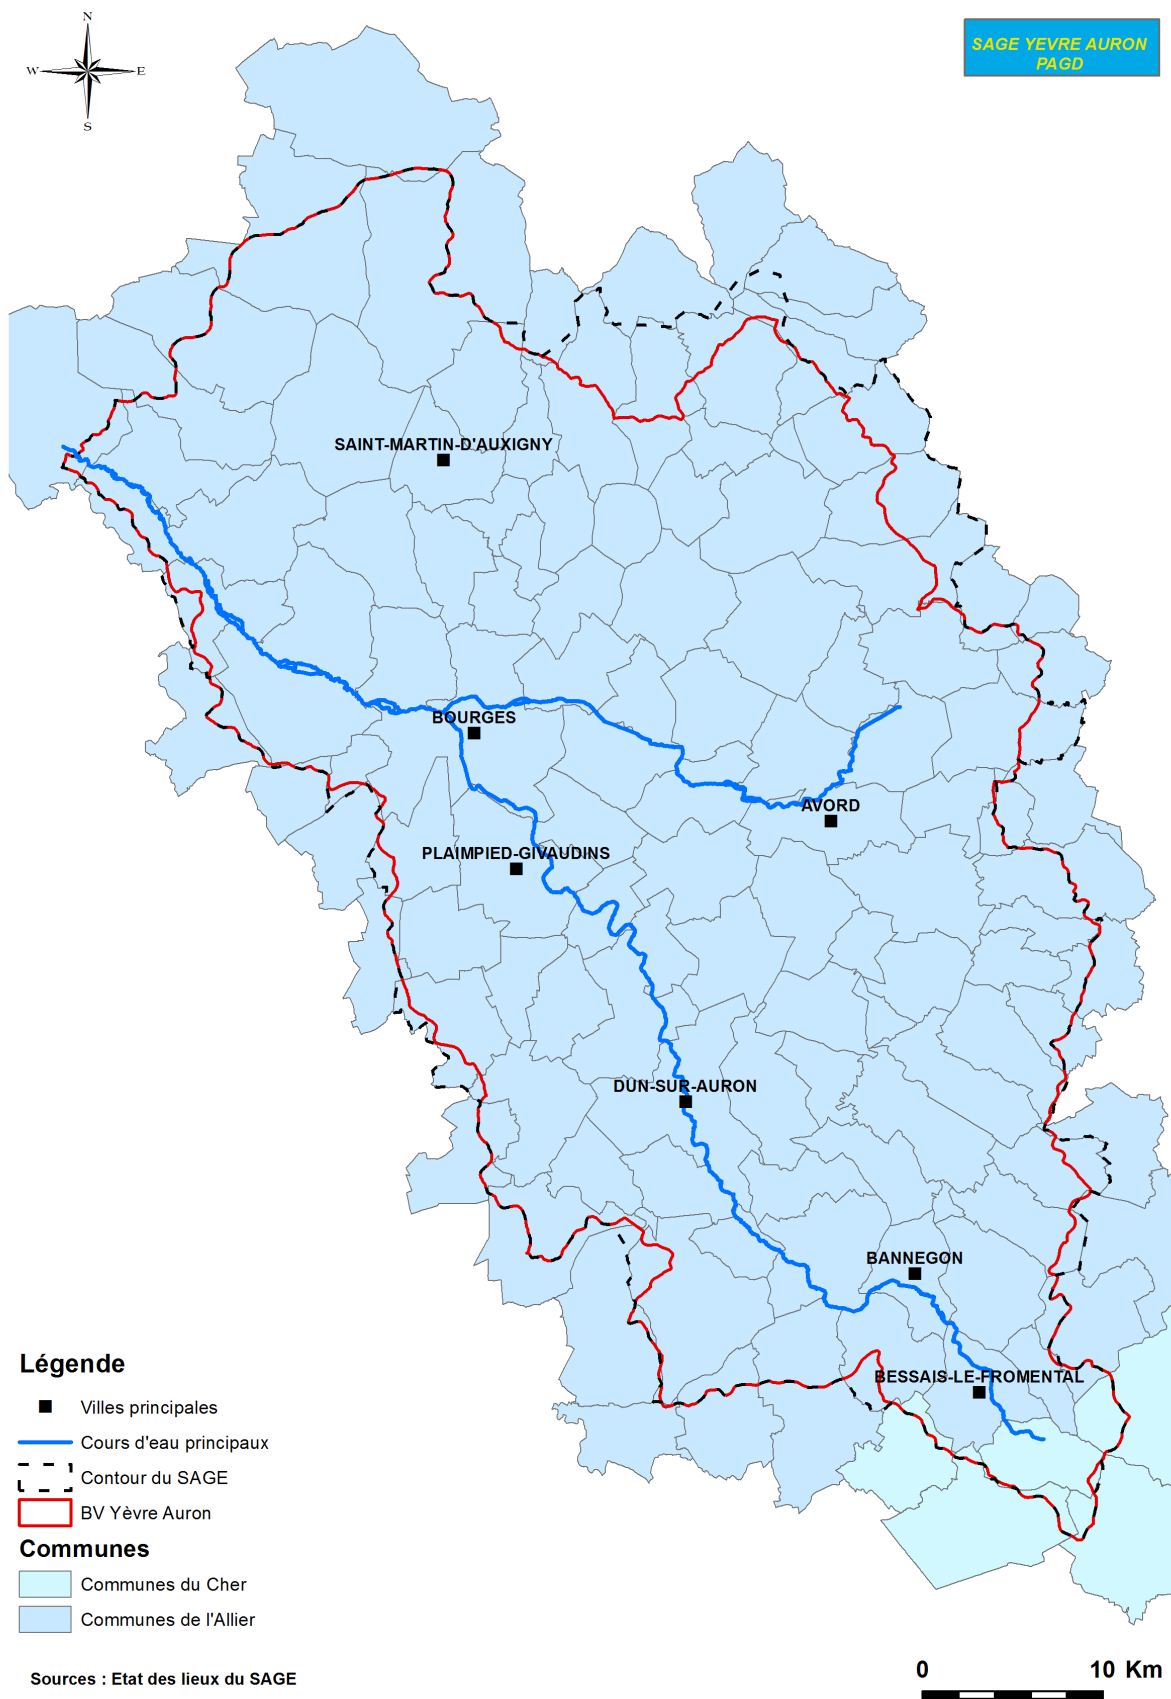 N
W E
S
SAGE YEVRE AURON
PAGD
SAINT-MARTIN-D'AUXIGNY
BOURGES
AVORD
PLAIMPIED-GIVAUDINS
DUN-SUR-AURON
BANNEGON
BESSAIS-LE-FROMENTAL
Légende
Villes principales
Cours d'eau principaux
Contour du SAGE
BV Yèvre Auron
Communes
Communes du Cher
Communes de l'Allier
Sources : Etat des lieux du SAGE
0 10 Km